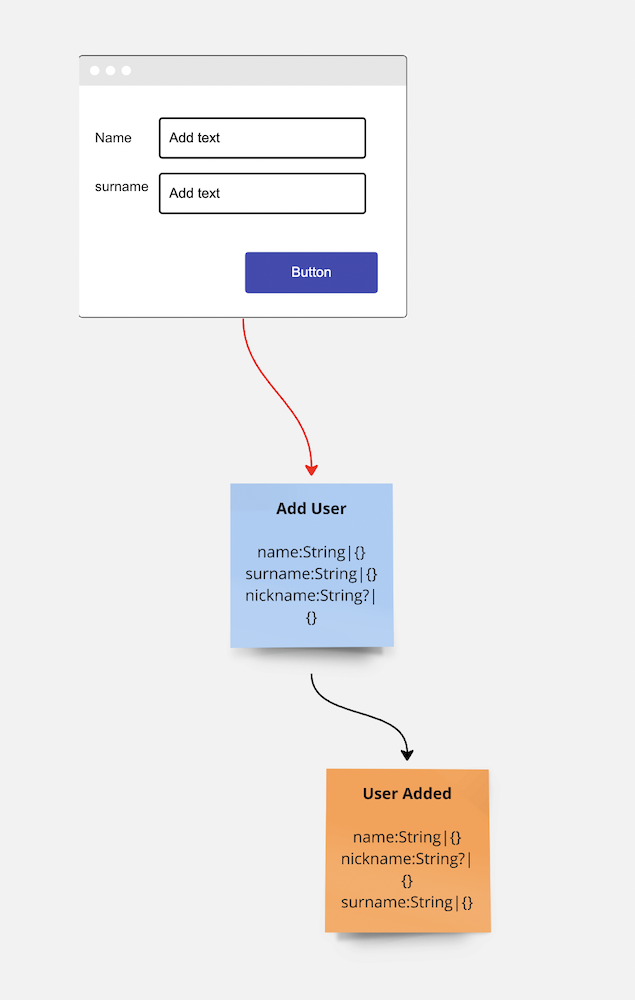 Name
Add text
surname
Add text
Button
Add User
name:String|{}
surname:String|{}
nickname:String?|
{}
User Added
name:String|{}
nickname:String?|
{}
surname:String|{}